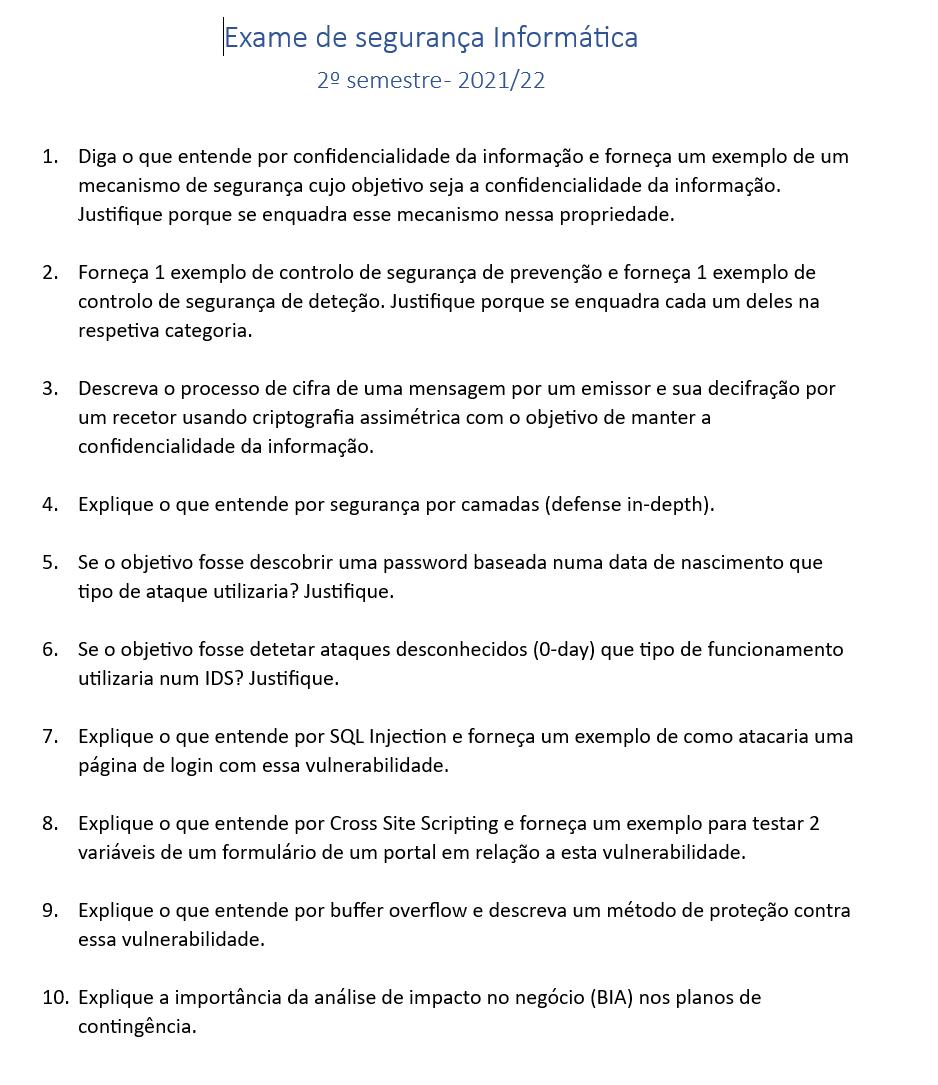 Exame de segurança Informática
2º semestre- 2021/22
1. Diga o que entende por confidencialidade da informação e forneça um exemplo de um
mecanismo de segurança cujo objetivo seja a confidencialidade da informação.
Justifique porque se enquadra esse mecanismo nessa propriedade.
2. Forneça 1 exemplo de controlo de segurança de prevenção e forneça 1 exemplo de
controlo de segurança de deteção. Justifique porque se enquadra cada um deles na
respetiva categoria.
3. Descreva o processo de cifra de uma mensagem por um emissor e sua decifração por
um recetor usando criptografia assimétrica com o objetivo de manter a
confidencialidade da informação.
4. Explique o que entende por segurança por camadas (defense in-depth).
5. Se o objetivo fosse descobrir uma password baseada numa data de nascimento que
tipo de ataque utilizaria? Justifique.
6. Se o objetivo fosse detetar ataques desconhecidos (0-day) que tipo de funcionamento
utilizaria num IDS? Justifique.
7. Explique o que entende por SQL Injection e forneça um exemplo de como atacaria uma
página de login com essa vulnerabilidade.
8. Explique o que entende por Cross Site Scripting e forneça um exemplo para testar 2
variáveis de um formulário de um portal em relação a esta vulnerabilidade.
9. Explique o que entende por buffer overflow e descreva um método de proteção contra
essa vulnerabilidade.
10. Explique a importância da análise de impacto no negócio (BIA) nos planos de
contingência.